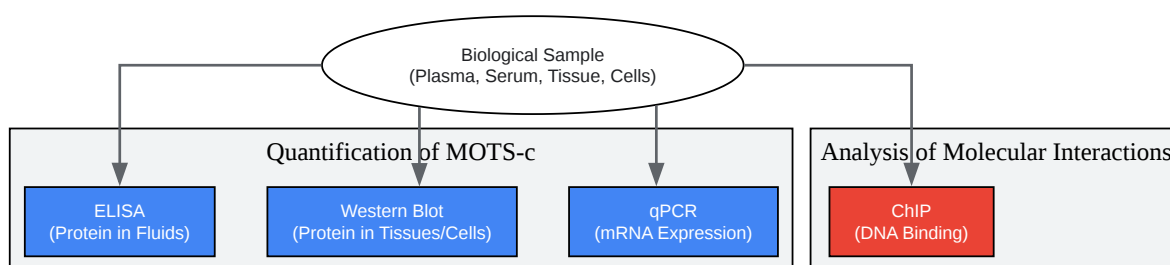 Biological Sample
(Plasma, Serum, Tissue, Cells)
Quantification of MOTS-c
Analysis of Molecular Interactions
ELISA
(Protein in Fluids)
Western Blot
(Protein in Tissues/Cells)
qPCR
(mRNA Expression)
ChIP
(DNA Binding)